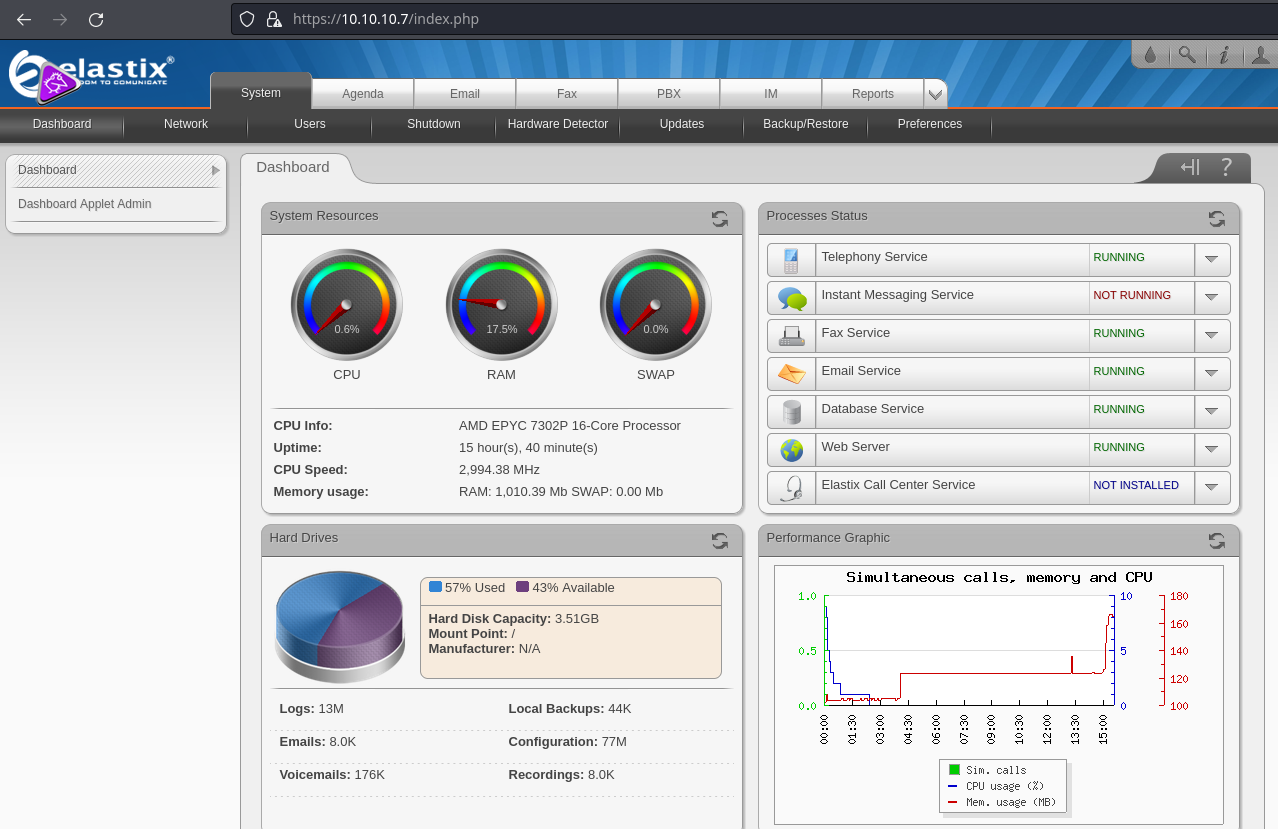 https://10.10.10.7/index.php
elastix®
DOM TO COMUNICATE
System Agenda Email Fax PBX IM Reports
Dashboard Network Users Shutdown Hardware Detector Updates Backup/Restore Preferences
Dashboard
Dashboard Applet Admin
Dashboard
System Resources
0.6% 17.5% 0.0%
CPU RAM SWAP
CPU Info: AMD EPYC 7302P 16-Core Processor
Uptime: 15 hour(s), 40 minute(s)
CPU Speed: 2,994.38 MHz
Memory usage: RAM: 1,010.39 Mb SWAP: 0.00 Mb
Processes Status
Telephony Service RUNNING
Instant Messaging Service NOT RUNNING
Fax Service RUNNING
Email Service RUNNING
Database Service RUNNING
Web Server RUNNING
Elastix Call Center Service NOT INSTALLED
Hard Drives
57% Used 43% Available
Hard Disk Capacity: 3.51GB
Mount Point: /
Manufacturer: N/A
Logs: 13M Local Backups: 44K
Emails: 8.0K Configuration: 77M
Voicemails: 176K Recordings: 8.0K
Performance Graphic
Simultaneous calls, memory and CPU
1.0 10 180
160
0.5 5 140
120
0.0 0 100
00:00 01:30 03:00 04:30 06:00 07:30 09:00 10:30 12:00 13:30 15:00
Sim. calls
CPU usage (%)
Mem. usage (MB)